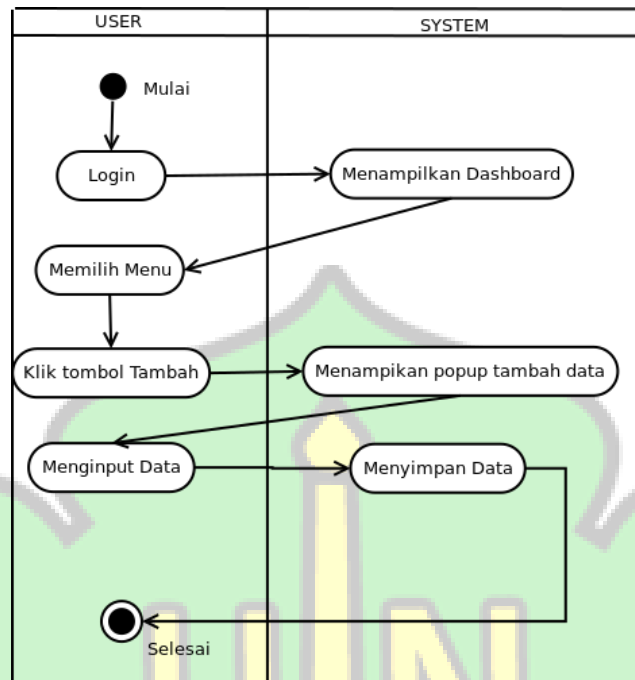 USER
SYSTEM
Mulai
Login
Menampilkan Dashboard
Memilih Menu
Klik tombol Tambah
Menampikan popup tambah data
Menginput Data
Menyimpan Data
Selesai
UIN